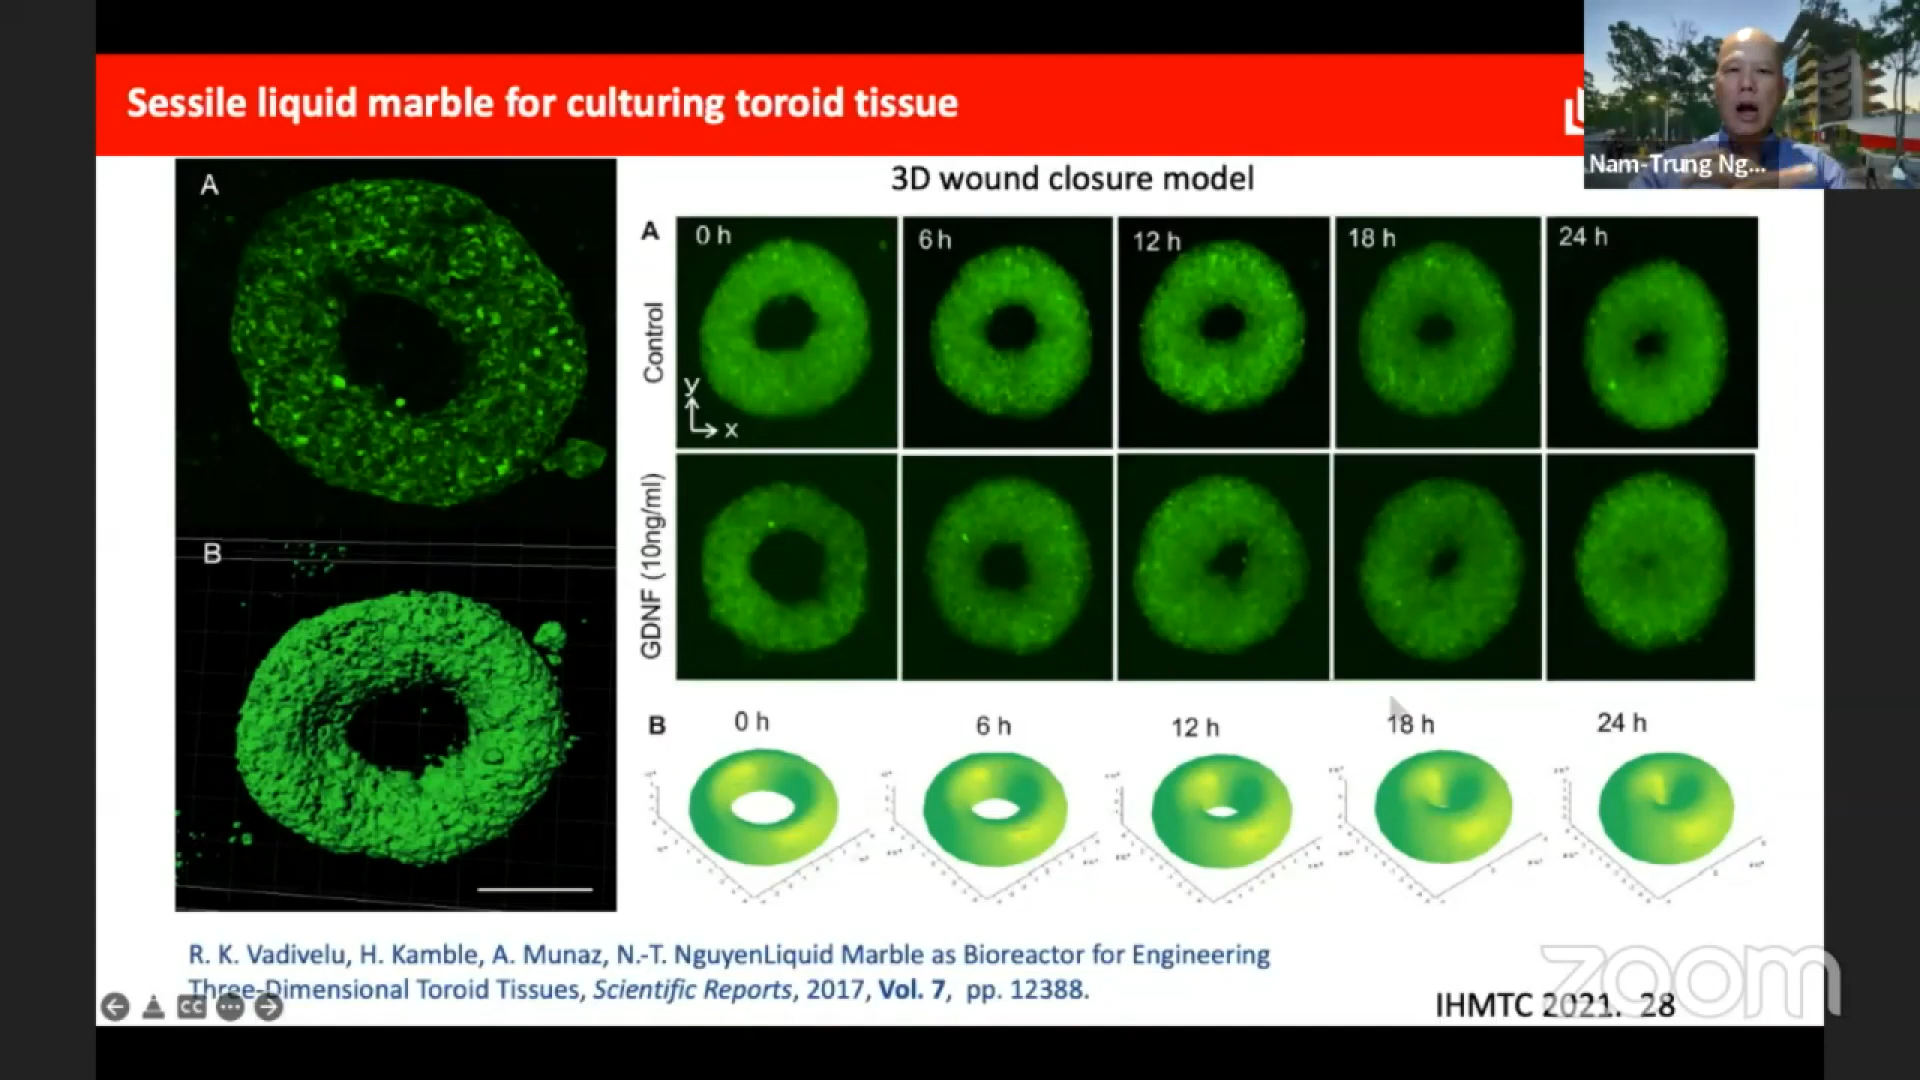 Sessile liquid marble for culturing toroid tissue
Nam-Trung Ng...
A
B
3D wound closure model
A
0 h
6 h
12 h
18 h
24 h
Control
y
x
GDNF (10ng/ml)
B
0 h
6 h
12 h
18 h
24 h
R. K. Vadivelu, H. Kamble, A. Munaz, N.-T. NguyenLiquid Marble as Bioreactor for Engineering
Three-Dimensional Toroid Tissues, Scientific Reports, 2017, Vol. 7, pp. 12388.
CC
IHMTC 2021. 28
zoom